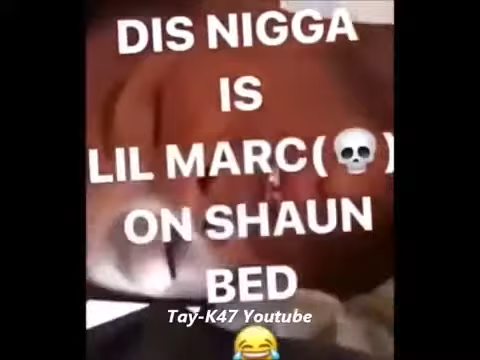 DIS NIGGA
IS
LIL MARC(💀)
ON SHAUN
BED
Tay-K47 Youtube
😂